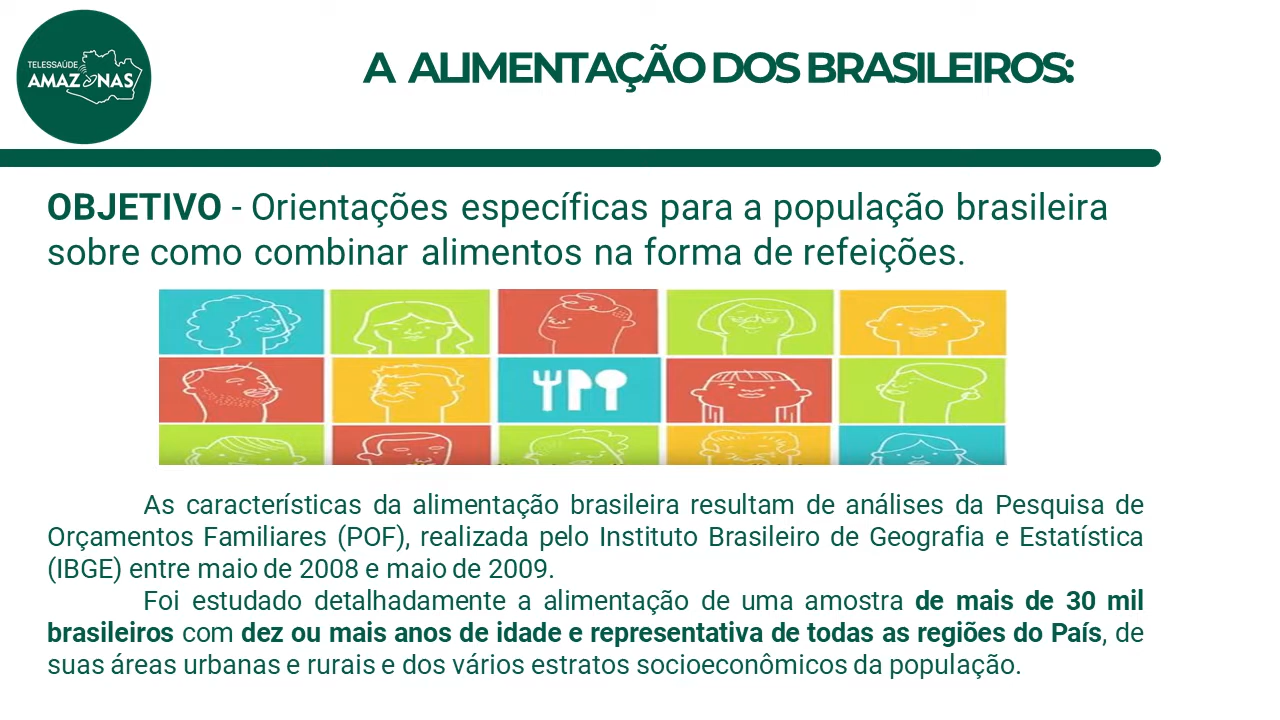 TELESSAÚDE
AMAZONAS
A ALIMENTAÇÃO DOS BRASILEIROS:
OBJETIVO - Orientações específicas para a população brasileira
sobre como combinar alimentos na forma de refeições.
As características da alimentação brasileira resultam de análises da Pesquisa de
Orçamentos Familiares (POF), realizada pelo Instituto Brasileiro de Geografia e Estatística
(IBGE) entre maio de 2008 e maio de 2009.
Foi estudado detalhadamente a alimentação de uma amostra de mais de 30 mil
brasileiros com dez ou mais anos de idade e representativa de todas as regiões do País, de
suas áreas urbanas e rurais e dos vários estratos socioeconômicos da população.